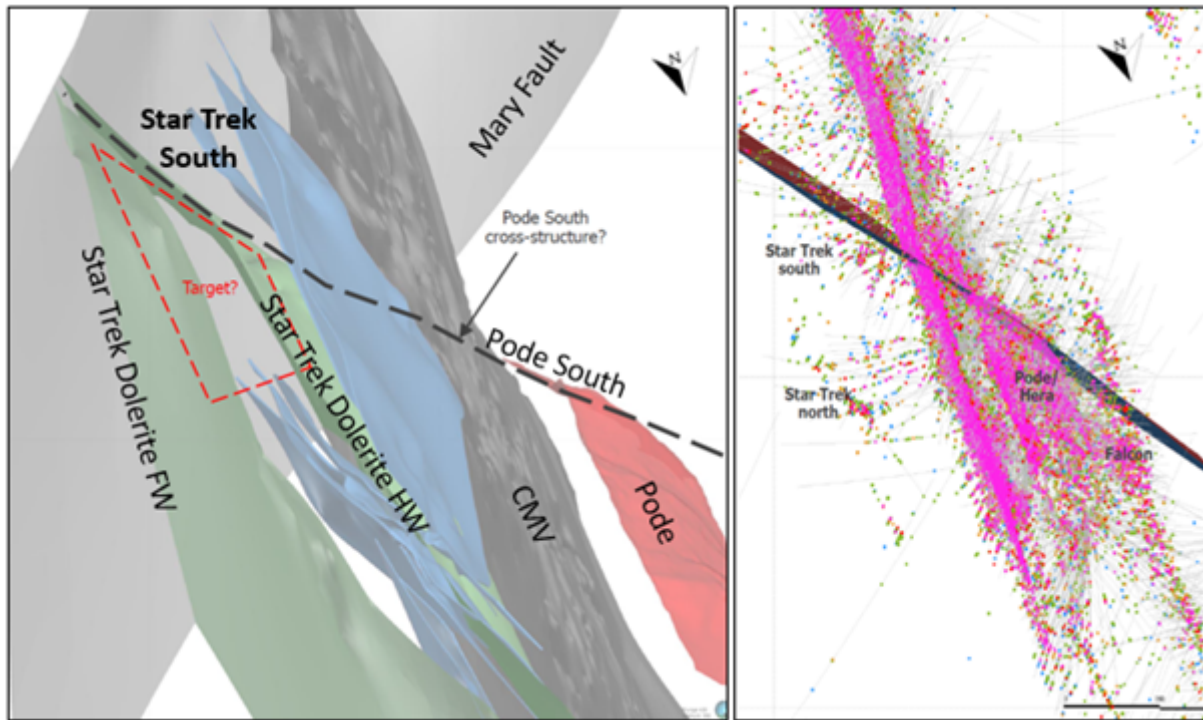 Star Trek
South
Mary Fault
Pode South
cross-structure?
Target?
Star Trek Dolerite FW
Star Trek Dolerite HW
Pode South
CMV
Pode
Star Trek
south
Star Trek
north
Pode/
Hera
Falcon